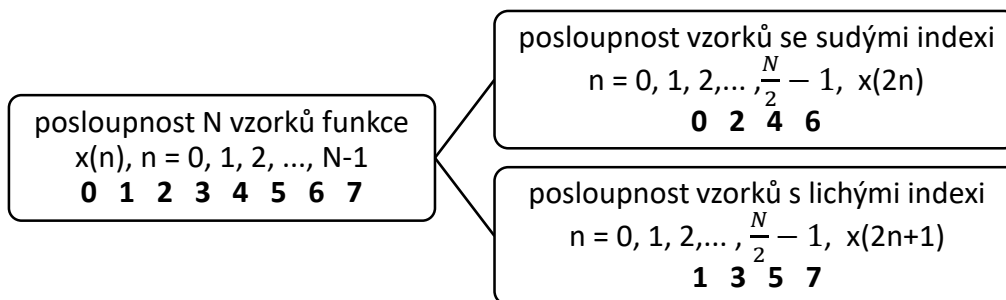 posloupnost N vzorků funkce
x(n), n = 0, 1, 2, ..., N-1
0 1 2 3 4 5 6 7
posloupnost vzorků se sudými indexi
n = 0, 1, 2,... ,N/2 − 1, x(2n)
0 2 4 6
posloupnost vzorků s lichými indexi
n = 0, 1, 2,... , N/2 − 1, x(2n+1)
1 3 5 7